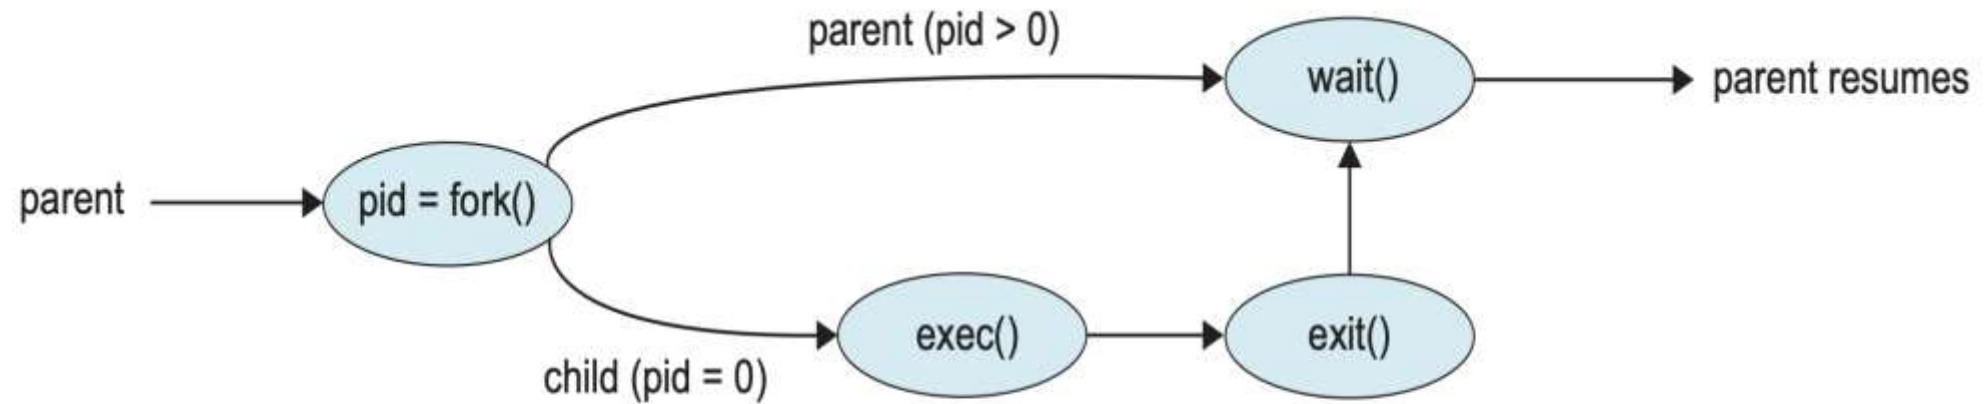 parent (pid > 0)
wait()
parent resumes
parent
pid = fork()
exec()
exit()
child (pid = 0)